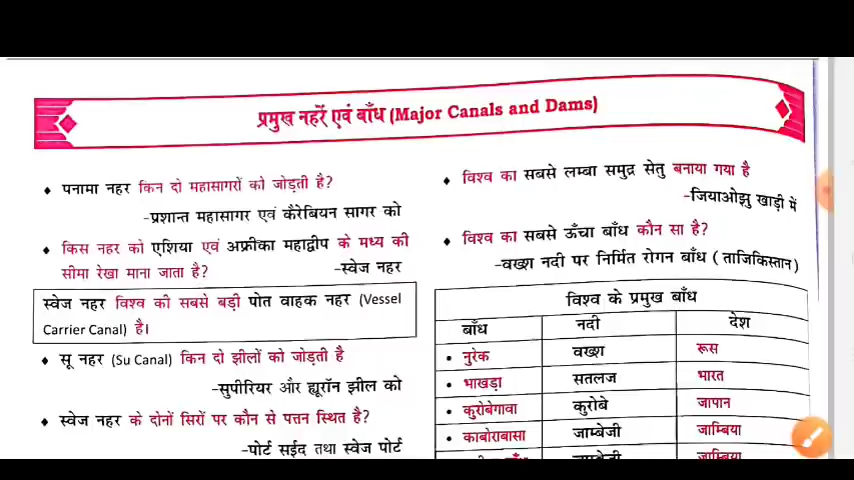 प्रमुख नहरें एवं बाँध (Major Canals and Dams)
♦ पनामा नहर किन दो महासागरों को जोड़ती है?
–प्रशान्त महासागर एवं कैरेबियन सागर को
♦ किस नहर को एशिया एवं अफ्रीका महाद्वीप के मध्य की
सीमा रेखा माना जाता है? –स्वेज नहर
स्वेज नहर विश्व की सबसे बड़ी पोत वाहक नहर (Vessel
Carrier Canal) है।
♦ सू नहर (Su Canal) किन दो झीलों को जोड़ती है
–सुपीरियर और ह्यूरॉन झील को
♦ स्वेज नहर के दोनों सिरों पर कौन से पत्तन स्थित है?
–पोर्ट सईद तथा स्वेज पोर्ट
♦ विश्व का सबसे लम्बा समुद्र सेतु बनाया गया है
–जियाओझु खाड़ी में
♦ विश्व का सबसे ऊँचा बाँध कौन सा है?
–वख्श नदी पर निर्मित रोगन बाँध (ताजिकिस्तान)
विश्व के प्रमुख बाँध
बाँध नदी देश
• नुरेक वख्श रूस
• भाखड़ा सतलज भारत
• कुरोबेगावा कुरोबे जापान
• काबोराबासा जाम्बेजी जाम्बिया
जाम्बेजी जाम्बिया